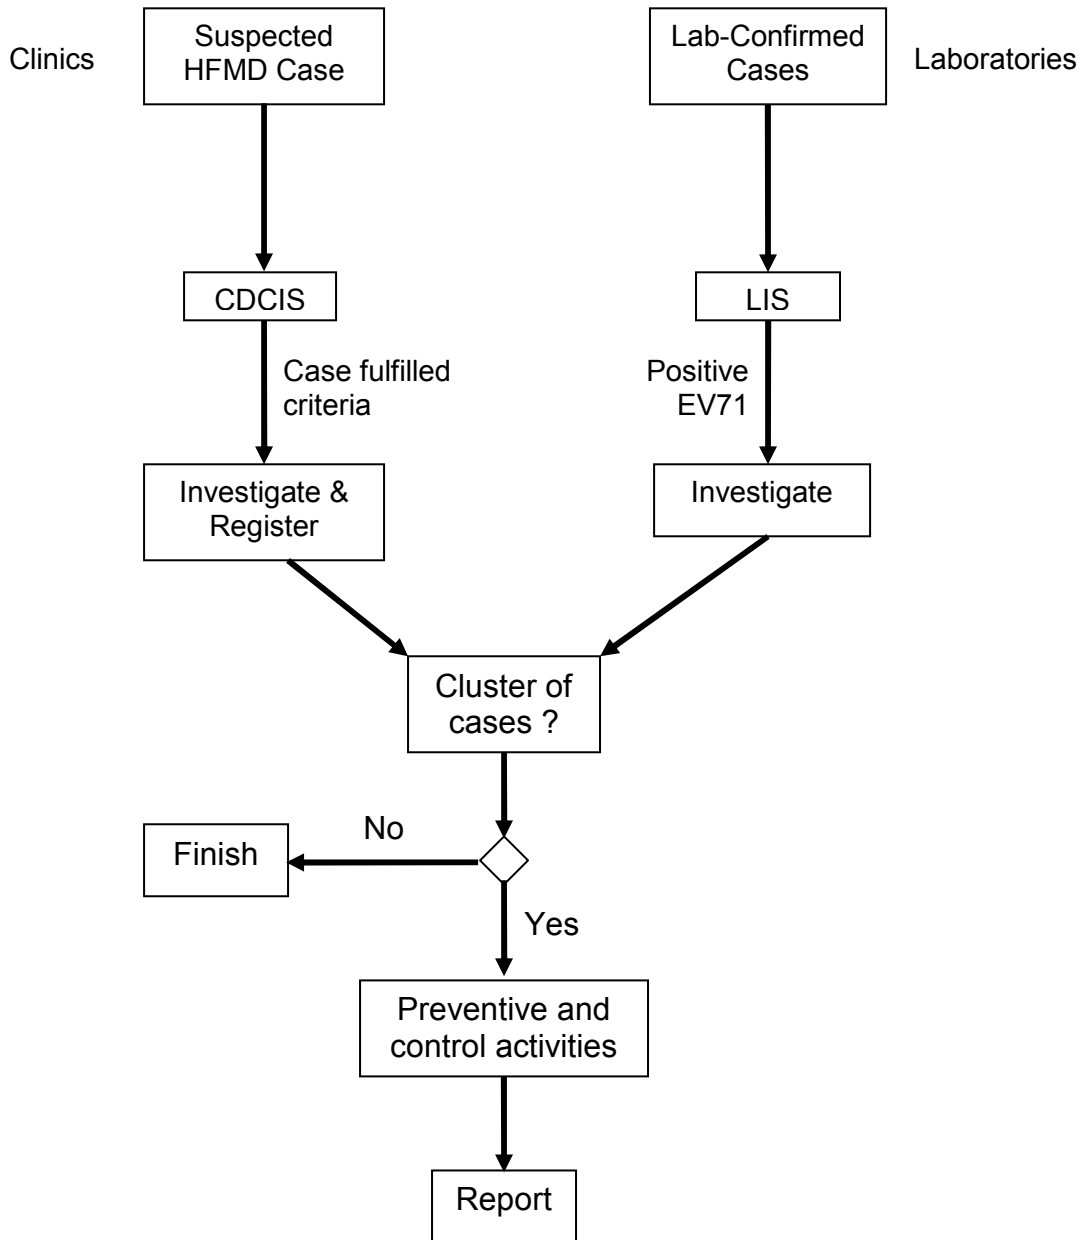 Clinics
Suspected
HFMD Case
Lab-Confirmed
Cases
Laboratories
CDCIS
LIS
Case fulfilled
criteria
Positive
EV71
Investigate &
Register
Investigate
Cluster of
cases ?
No
Finish
Yes
Preventive and
control activities
Report